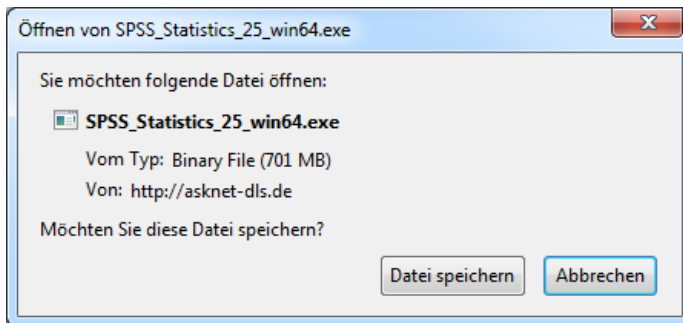 Öffnen von SPSS_Statistics_25_win64.exe
Sie möchten folgende Datei öffnen:
SPSS_Statistics_25_win64.exe
Vom Typ: Binary File (701 MB)
Von: http://asknet-dls.de
Möchten Sie diese Datei speichern?
Datei speichern Abbrechen